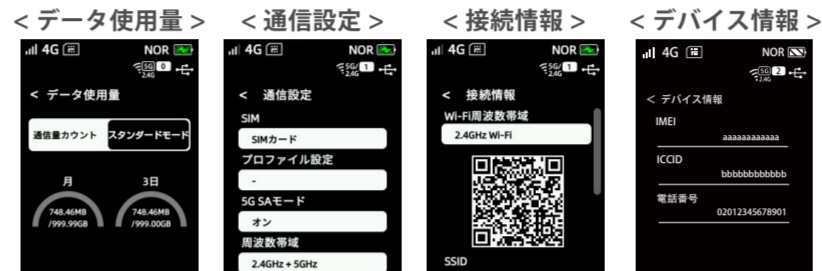 < データ使用量 >
4G
NOR
5G
2.4G
0
< データ使用量
通信量カウント
スタンダードモード
月
3日
748.46MB
/999.99GB
748.46MB
/999.00GB
< 通信設定 >
4G
NOR
5G/
2.4G
1
< 通信設定
SIM
SIMカード
プロファイル設定
-
5G SAモード
オン
周波数帯域
2.4GHz + 5GHz
< 接続情報 >
4G
NOR
5G/
2.4G
1
< 接続情報
Wi-Fi周波数帯域
2.4GHz Wi-Fi
SSID
< デバイス情報 >
4G
NOR
5G
2.4G
2
< デバイス情報
IMEI
aaaaaaaaaaaa
ICCID
bbbbbbbbbbbb
電話番号
02012345678901